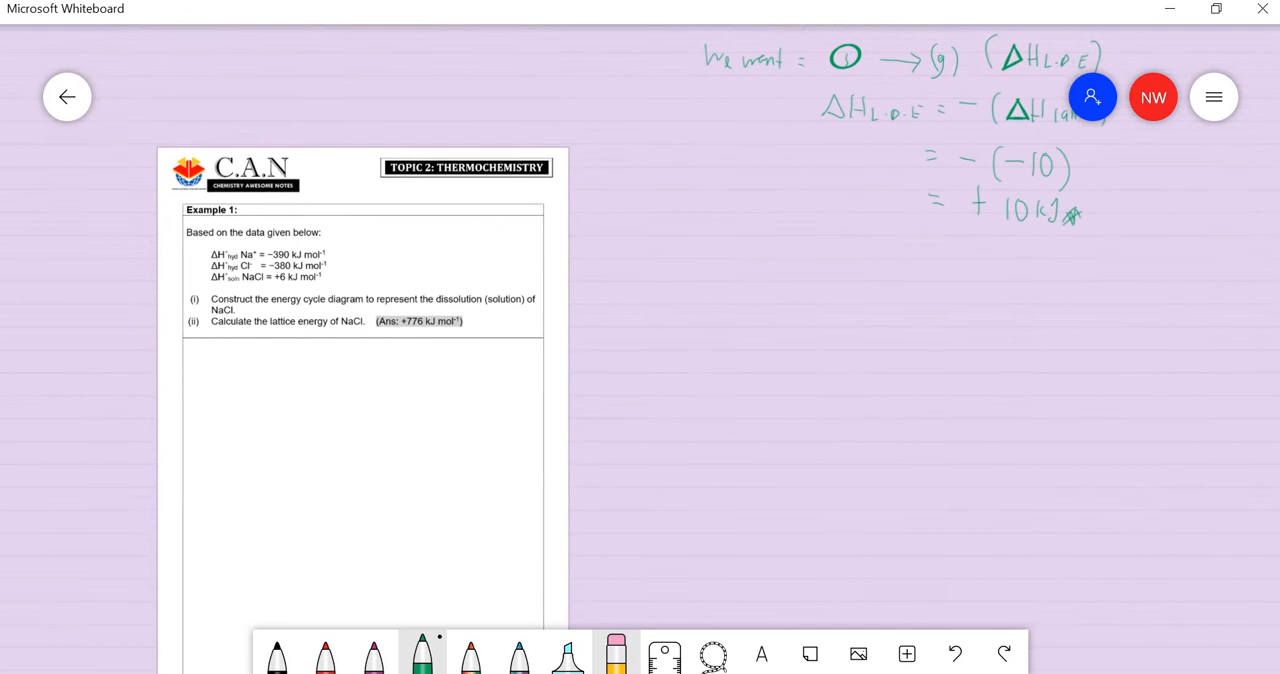 Microsoft Whiteboard
We want : → (g) (ΔH L.D.E)
ΔH L.D.E = - (ΔH
= - (-10)
= + 10 kJ
NW
C.A.N
CHEMISTRY AWESOME NOTES
TOPIC 2: THERMOCHEMISTRY
Example 1:
Based on the data given below:
ΔH°hyd Na⁺ = −390 kJ mol⁻¹
ΔH°hyd Cl⁻ = −380 kJ mol⁻¹
ΔH°soln NaCl = +6 kJ mol⁻¹
(i) Construct the energy cycle diagram to represent the dissolution (solution) of
NaCl.
(ii) Calculate the lattice energy of NaCl. (Ans: +776 kJ mol⁻¹)
A